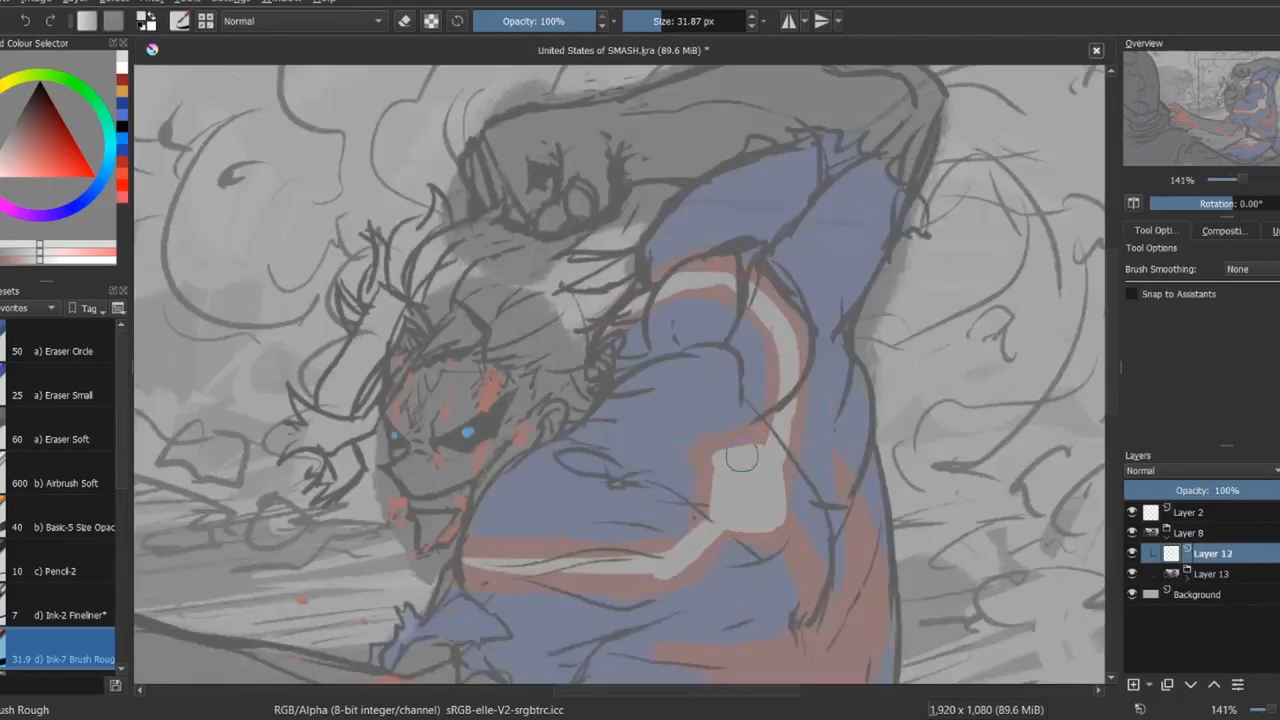 Normal
Opacity: 100%
Size: 31.87 px
d Colour Selector
United States of SMASH.kra (89.6 MiB) *
Overview
141%
Rotation: 0.00°
Tool Opti...
Compositi...
Tool Options
Brush Smoothing:
None
Snap to Assistants
esets
vorites
Tag
50 a) Eraser Circle
25 a) Eraser Small
60 a) Eraser Soft
600 b) Airbrush Soft
40 b) Basic-5 Size Opac
10 c) Pencil-2
7 d) Ink-2 Fineliner*
31.9 d) Ink-7 Brush Roug
Layers
Normal
Opacity: 100%
Layer 2
Layer 8
Layer 12
Layer 13
Background
ush Rough
RGB/Alpha (8-bit integer/channel) sRGB-elle-V2-srgbtrc.icc
1,920 x 1,080 (89.6 MiB)
141%